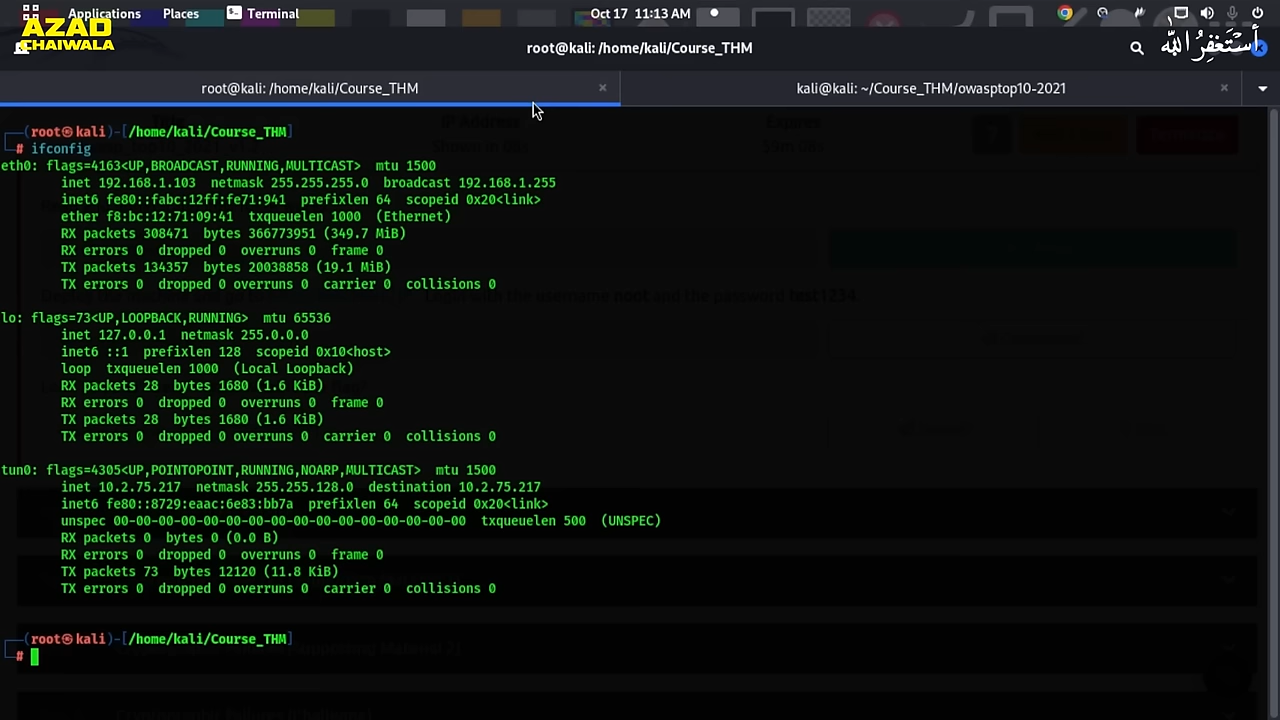 Applications Places Terminal Oct 17 11:13 AM
AZAD
CHAIWALA
أستغفر الله
root@kali: /home/kali/Course_THM
root@kali: /home/kali/Course_THM × kali@kali: ~/Course_THM/owasptop10-2021 ×
┌──(root㉿kali)-[/home/kali/Course_THM]
└─# ifconfig
eth0: flags=4163<UP,BROADCAST,RUNNING,MULTICAST>  mtu 1500
        inet 192.168.1.103  netmask 255.255.255.0  broadcast 192.168.1.255
        inet6 fe80::fabc:12ff:fe71:941  prefixlen 64  scopeid 0x20<link>
        ether f8:bc:12:71:09:41  txqueuelen 1000  (Ethernet)
        RX packets 308471  bytes 366773951 (349.7 MiB)
        RX errors 0  dropped 0  overruns 0  frame 0
        TX packets 134357  bytes 20038858 (19.1 MiB)
        TX errors 0  dropped 0 overruns 0  carrier 0  collisions 0
lo: flags=73<UP,LOOPBACK,RUNNING>  mtu 65536
        inet 127.0.0.1  netmask 255.0.0.0
        inet6 ::1  prefixlen 128  scopeid 0x10<host>
        loop  txqueuelen 1000  (Local Loopback)
        RX packets 28  bytes 1680 (1.6 KiB)
        RX errors 0  dropped 0  overruns 0  frame 0
        TX packets 28  bytes 1680 (1.6 KiB)
        TX errors 0  dropped 0 overruns 0  carrier 0  collisions 0
tun0: flags=4305<UP,POINTOPOINT,RUNNING,NOARP,MULTICAST>  mtu 1500
        inet 10.2.75.217  netmask 255.255.128.0  destination 10.2.75.217
        inet6 fe80::8729:eaac:6e83:bb7a  prefixlen 64  scopeid 0x20<link>
        unspec 00-00-00-00-00-00-00-00-00-00-00-00-00-00-00-00  txqueuelen 500  (UNSPEC)
        RX packets 0  bytes 0 (0.0 B)
        RX errors 0  dropped 0  overruns 0  frame 0
        TX packets 73  bytes 12120 (11.8 KiB)
        TX errors 0  dropped 0 overruns 0  carrier 0  collisions 0
┌──(root㉿kali)-[/home/kali/Course_THM]
└─#